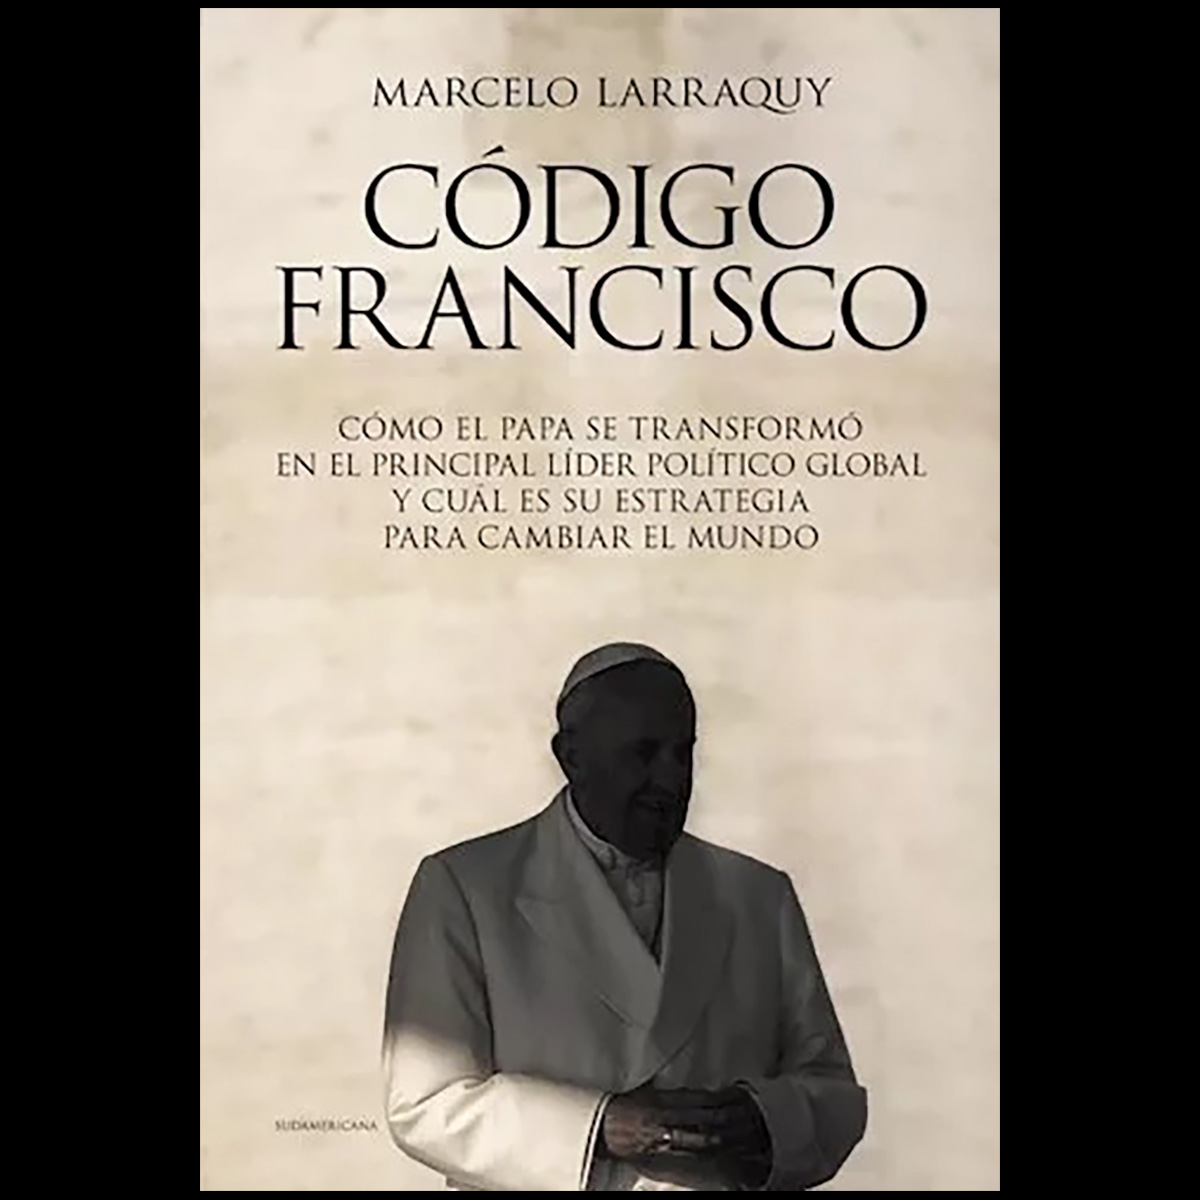 MARCELO LARRAQUY
CÓDIGO
FRANCISCO
CÓMO EL PAPA SE TRANSFORMÓ
EN EL PRINCIPAL LÍDER POLÍTICO GLOBAL
Y CUÁL ES SU ESTRATEGIA
PARA CAMBIAR EL MUNDO
SUDAMERICANA